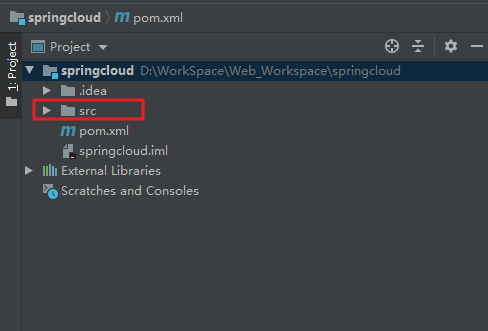 springcloud pom.xml
1: Project
Project
springcloud D:\WorkSpace\Web_Workspace\springcloud
.idea
src
pom.xml
springcloud.iml
External Libraries
Scratches and Consoles